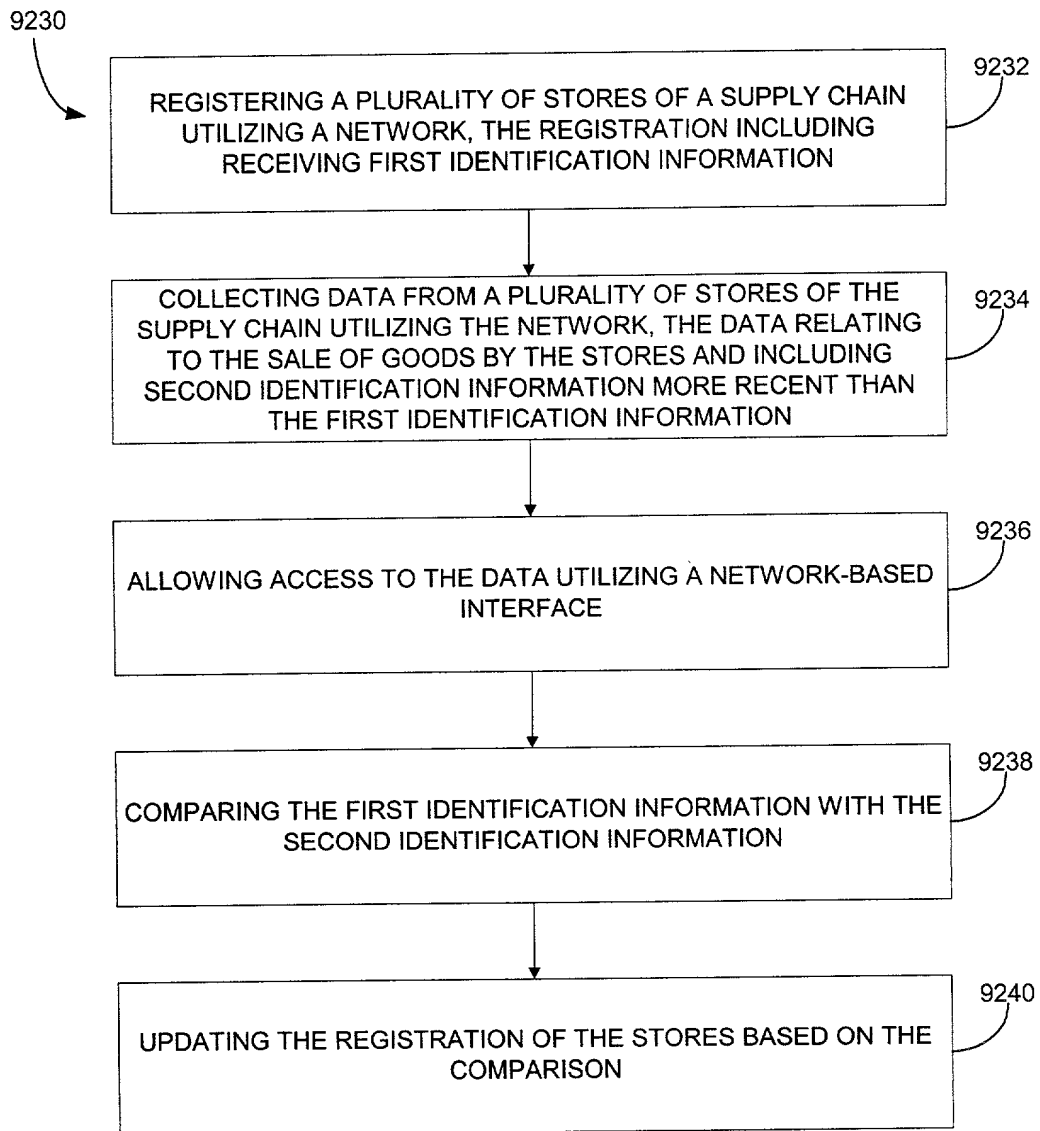 9230
REGISTERING A PLURALITY OF STORES OF A SUPPLY CHAIN
UTILIZING A NETWORK, THE REGISTRATION INCLUDING
RECEIVING FIRST IDENTIFICATION INFORMATION
9232
COLLECTING DATA FROM A PLURALITY OF STORES OF THE
SUPPLY CHAIN UTILIZING THE NETWORK, THE DATA RELATING
TO THE SALE OF GOODS BY THE STORES AND INCLUDING
SECOND IDENTIFICATION INFORMATION MORE RECENT THAN
THE FIRST IDENTIFICATION INFORMATION
9234
ALLOWING ACCESS TO THE DATA UTILIZING A NETWORK-BASED
INTERFACE
9236
COMPARING THE FIRST IDENTIFICATION INFORMATION WITH THE
SECOND IDENTIFICATION INFORMATION
9238
UPDATING THE REGISTRATION OF THE STORES BASED ON THE
COMPARISON
9240